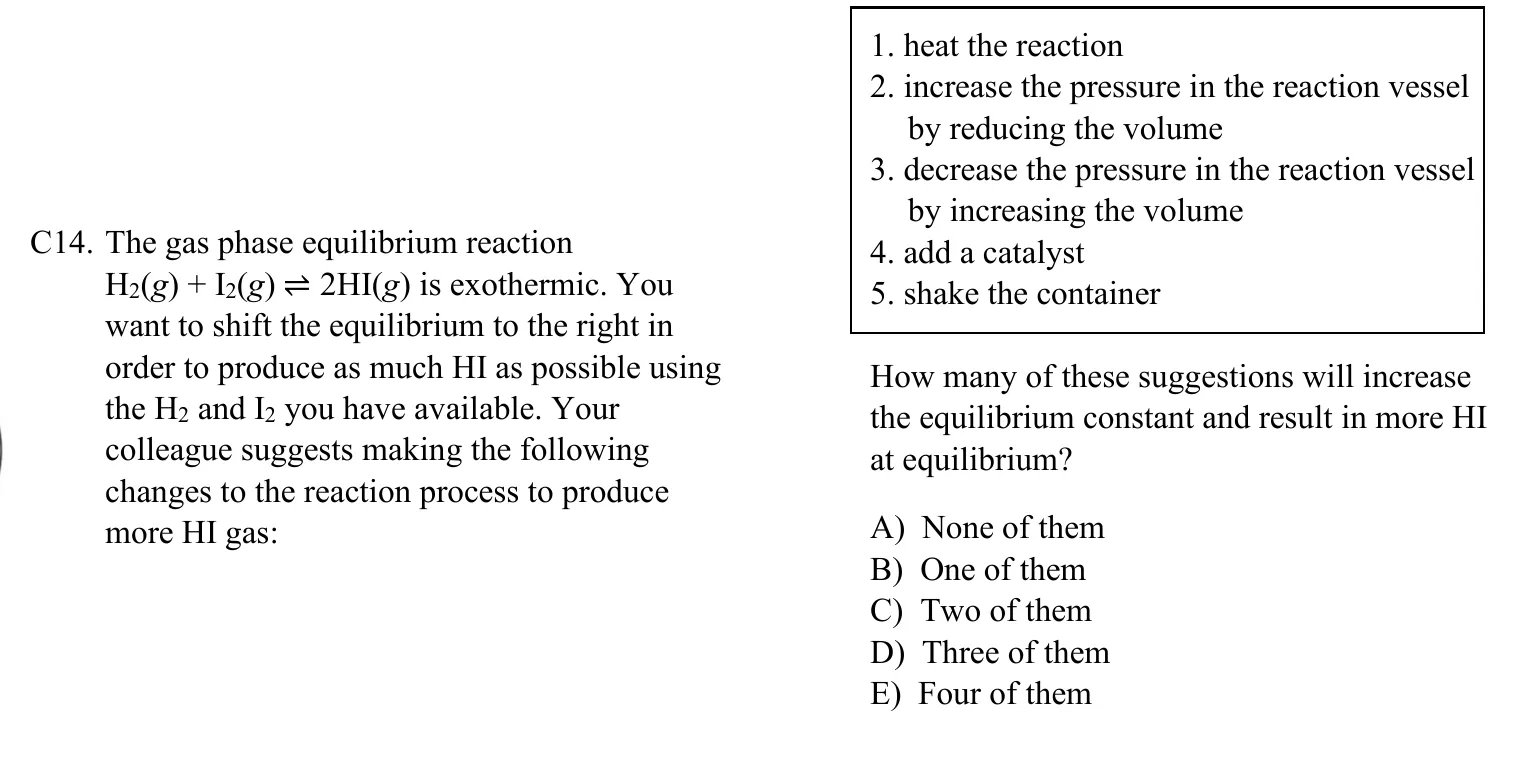 C14. The gas phase equilibrium reaction
H₂(g) + I₂(g) ⇌ 2HI(g) is exothermic. You
want to shift the equilibrium to the right in
order to produce as much HI as possible using
the H₂ and I₂ you have available. Your
colleague suggests making the following
changes to the reaction process to produce
more HI gas:
1. heat the reaction
2. increase the pressure in the reaction vessel
by reducing the volume
3. decrease the pressure in the reaction vessel
by increasing the volume
4. add a catalyst
5. shake the container
How many of these suggestions will increase
the equilibrium constant and result in more HI
at equilibrium?
A) None of them
B) One of them
C) Two of them
D) Three of them
E) Four of them